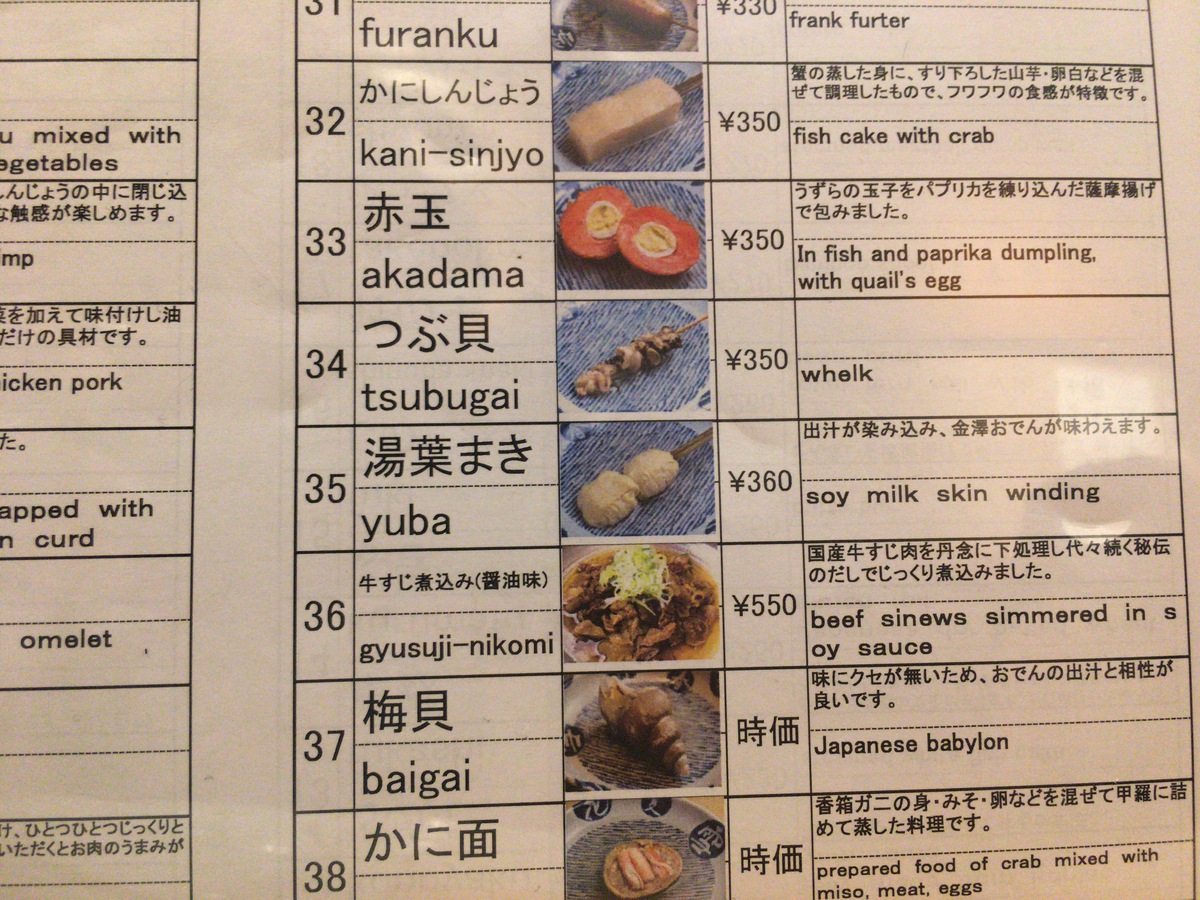 u mixed with
egetables
しんじょうの中に閉じ込
な触感が楽しめます。
imp
菜を加えて味付けし油
だけの具材です。
hicken pork
た。
apped with
n curd
omelet
け、ひとつひとつじっくりと
いただくとお肉のうまみが
31
furanku
¥330
frank furter
32
かにしんじょう
kani-sinjyo
¥350
蟹の蒸した身に、すり下ろした山芋・卵白などを混
ぜて調理したもので、フワフワの食感が特徴です。
fish cake with crab
33
赤玉
akadama
¥350
うずらの玉子をパプリカを練り込んだ薩摩揚げ
で包みました。
In fish and paprika dumpling,
with quail's egg
34
つぶ貝
tsubugai
¥350
whelk
35
湯葉まき
yuba
¥360
出汁が染み込み、金澤おでんが味わえます。
soy milk skin winding
36
牛すじ煮込み(醤油味)
gyusuji-nikomi
¥550
国産牛すじ肉を丹念に下処理し代々続く秘伝
のだしでじっくり煮込みました。
beef sinews simmered in s
oy sauce
37
梅貝
baigai
時価
味にクセが無いため、おでんの出汁と相性が
良いです。
Japanese babylon
38
かに面
時価
香箱ガニの身・みそ・卵などを混ぜて甲羅に詰
めて蒸した料理です。
prepared food of crab mixed with
miso, meat, eggs